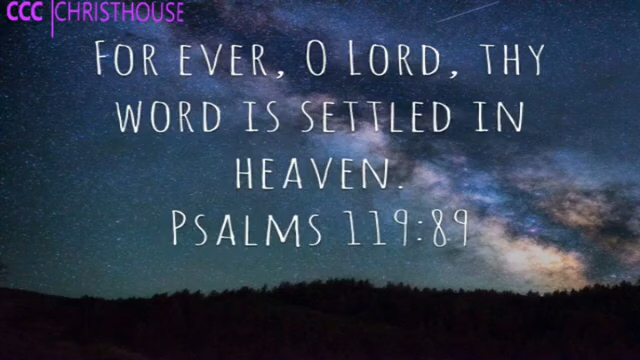 CCC | CHRISTHOUSE
For ever, O Lord, thy
word is settled in
heaven.
Psalms 119:89